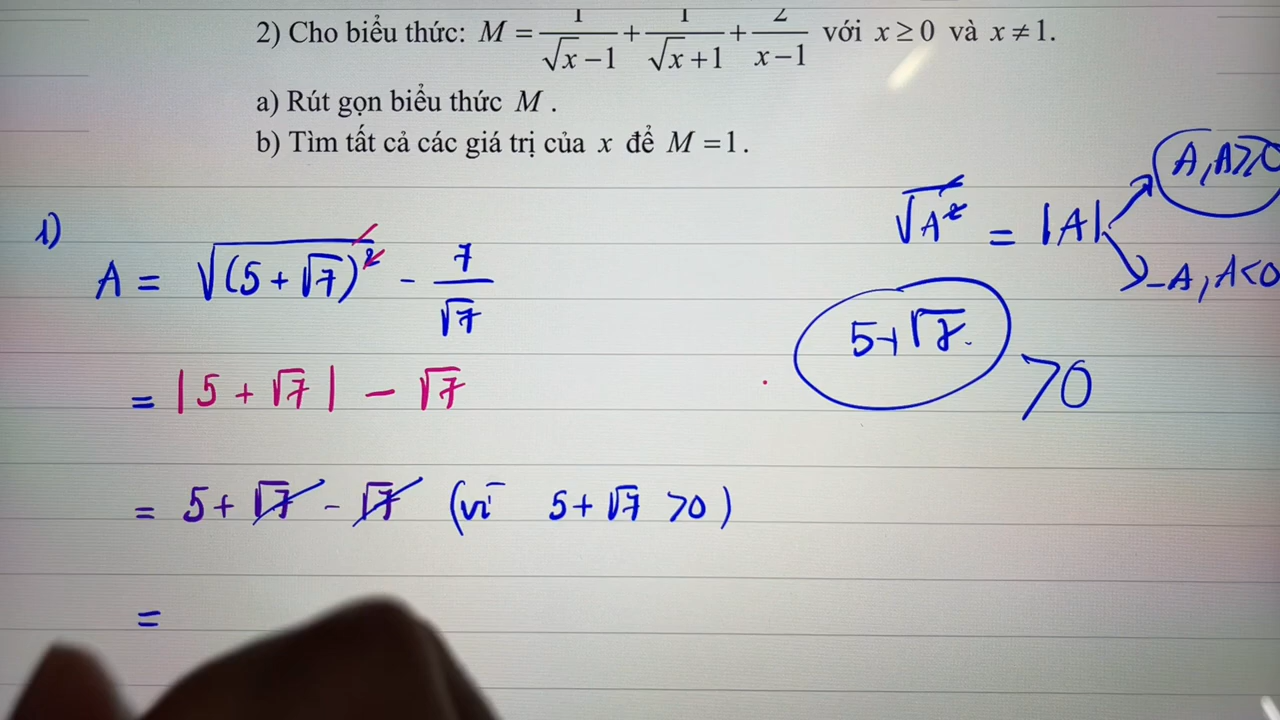 2) Cho biểu thức: M = 1/(√x − 1) + 1/(√x + 1) + 2/(x − 1) với x ≥ 0 và x ≠ 1.
a) Rút gọn biểu thức M .
b) Tìm tất cả các giá trị của x để M = 1.
√A² = |A|
A, A ≥ 0
-A, A < 0
1)
A = √(5 + √7)² - 7/√7
5 + √7.
> 0
= |5 + √7| - √7
= 5 + √7 - √7 (vì 5 + √7 > 0)
=